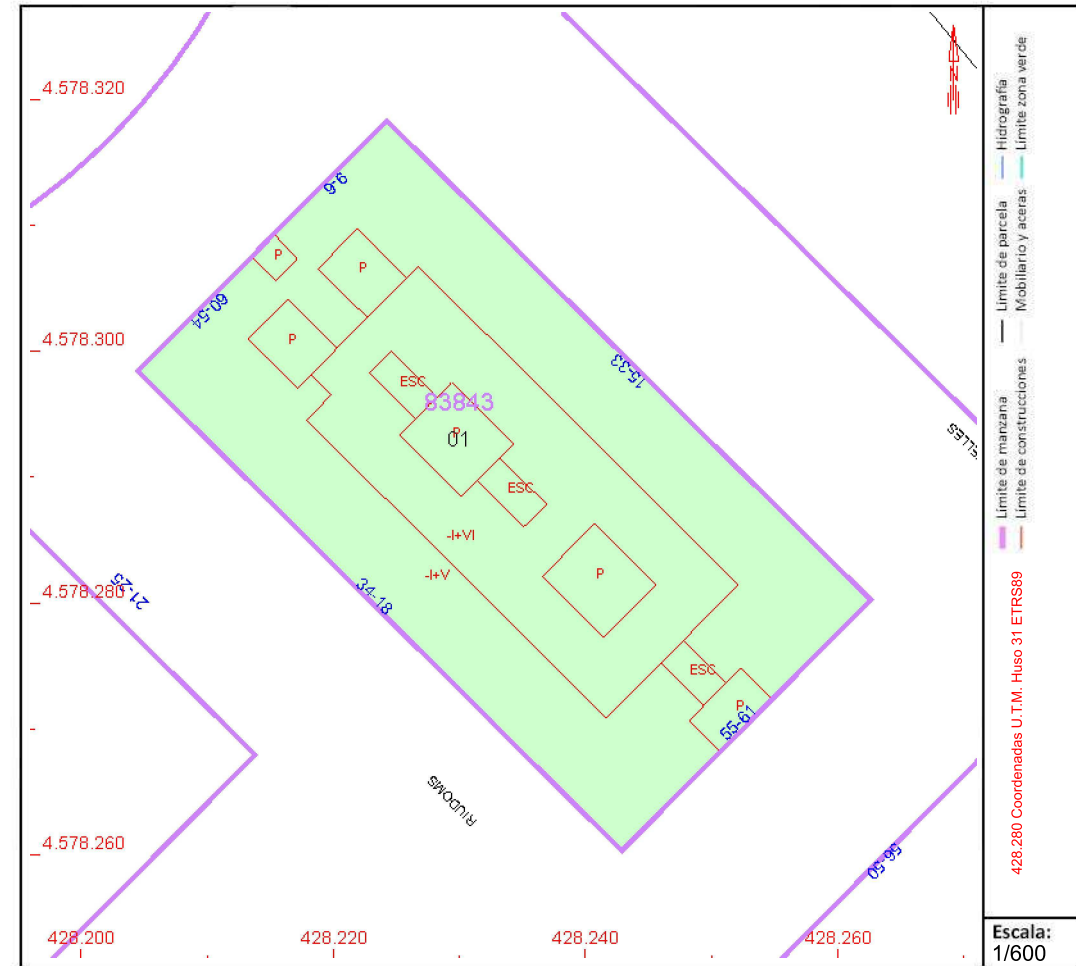 4.578.320
9-6
P
P
60-54
4.578.300
P
15-33
ESC
83843
P
01
ELLES
ESC
-I+VI
-I+V
P
4.578.280
21-25
34-18
ESC
P
55-61
RIUDOMS
4.578.260
56-50
428.200
428.220
428.240
428.260
N
Límite de manzana
Límite de parcela
Hidrografía
Límite de construcciones
Mobiliario y aceras
Límite zona verde
428.280 Coordenadas U.T.M. Huso 31 ETRS89
Escala:
1/600